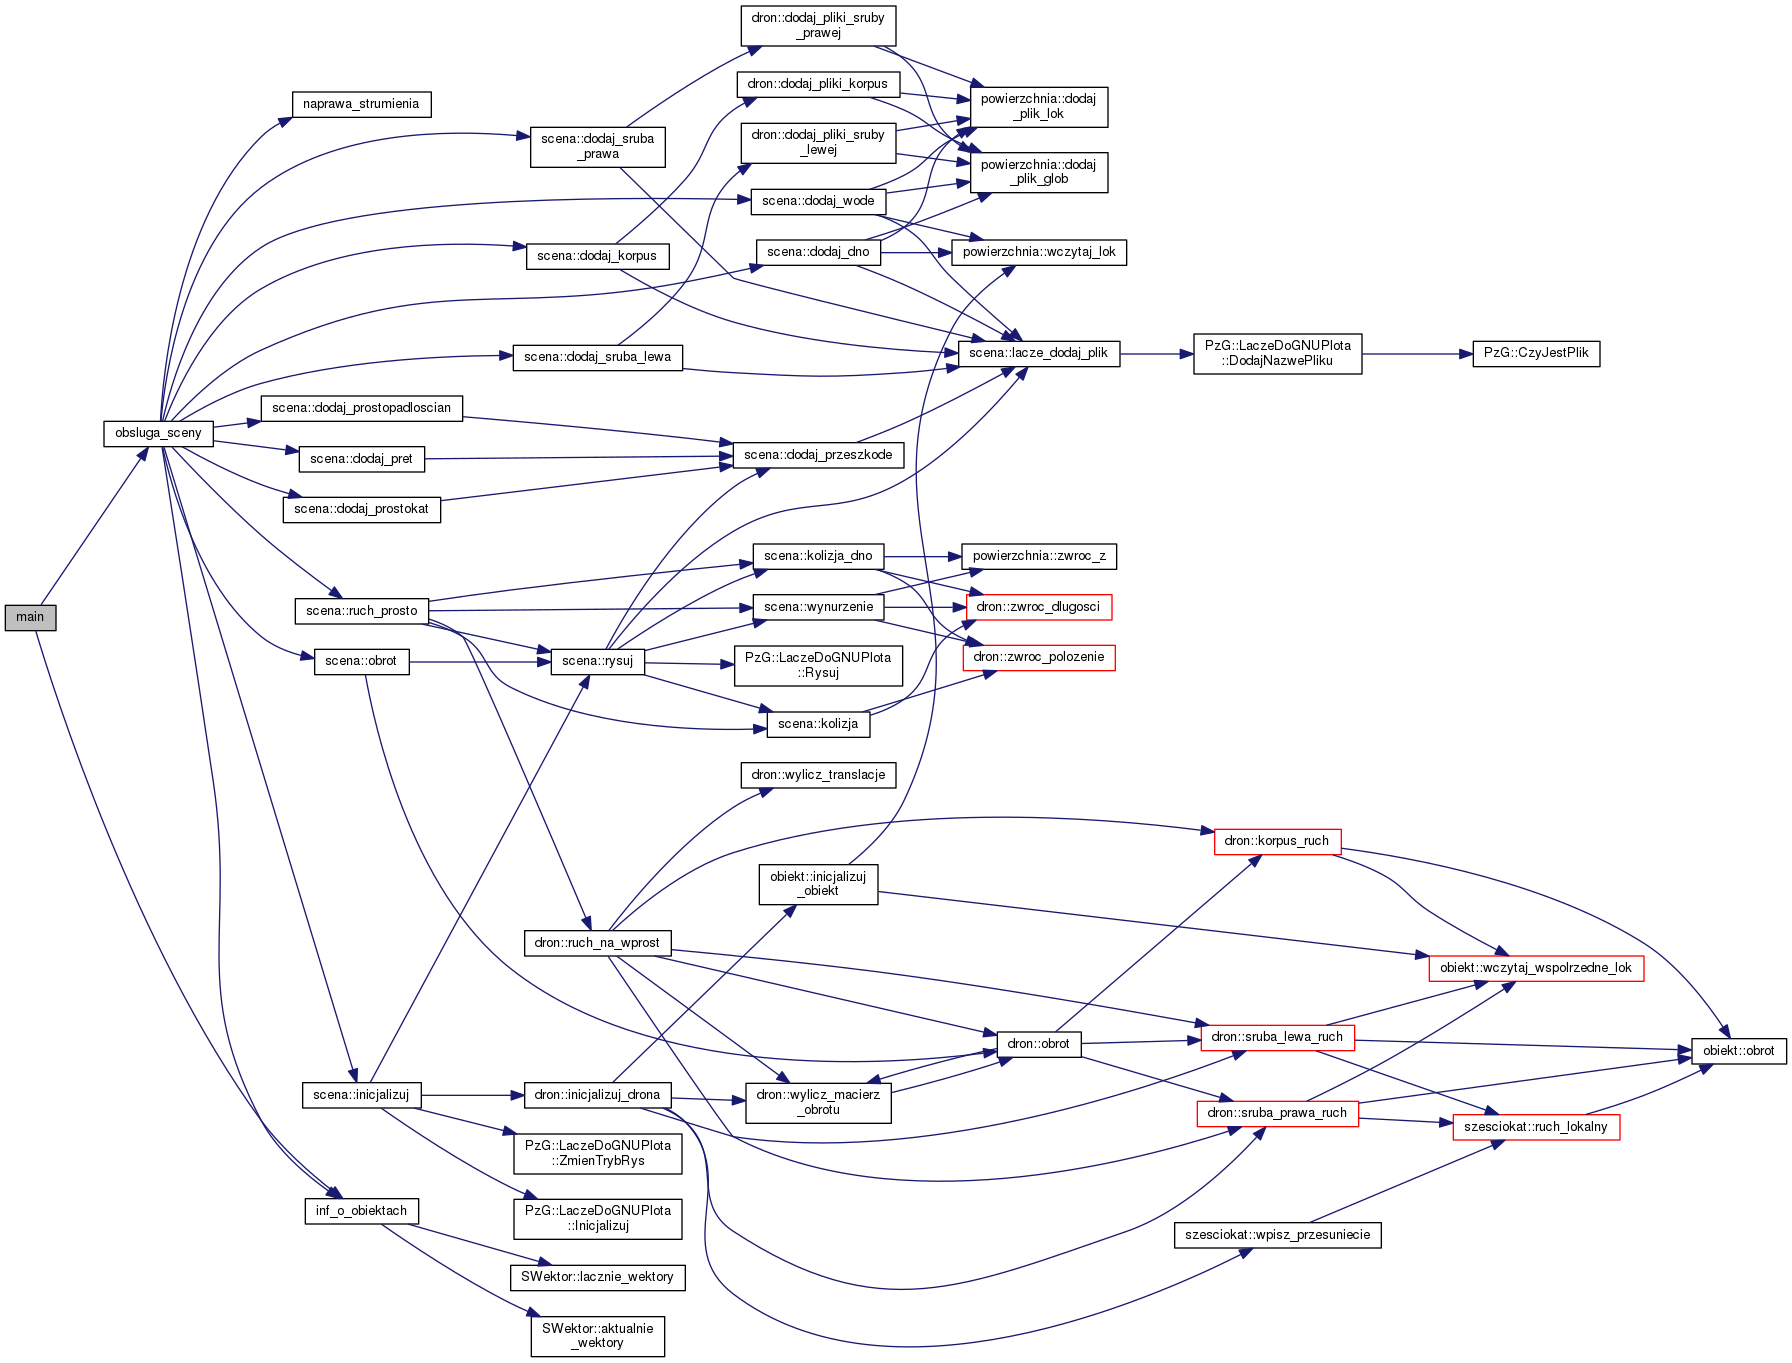 main
obsluga_sceny
naprawa_strumienia
scena::dodaj_sruba
_prawa
scena::dodaj_korpus
scena::dodaj_sruba_lewa
scena::dodaj_prostopadloscian
scena::dodaj_pret
scena::dodaj_prostokat
scena::ruch_prosto
scena::obrot
scena::inicjalizuj
inf_o_obiektach
dron::dodaj_pliki_sruby
_prawej
dron::dodaj_pliki_korpus
dron::dodaj_pliki_sruby
_lewej
scena::dodaj_wode
scena::dodaj_dno
scena::dodaj_przeszkode
scena::kolizja_dno
scena::wynurzenie
scena::rysuj
PzG::LaczeDoGNUPlota
::Rysuj
scena::kolizja
dron::wylicz_translacje
obiekt::inicjalizuj
_obiekt
dron::ruch_na_wprost
dron::inicjalizuj_drona
dron::wylicz_macierz
_obrotu
PzG::LaczeDoGNUPlota
::ZmienTrybRys
PzG::LaczeDoGNUPlota
::Inicjalizuj
SWektor::lacznie_wektory
SWektor::aktualnie
_wektory
powierzchnia::dodaj
_plik_lok
powierzchnia::dodaj
_plik_glob
powierzchnia::wczytaj_lok
scena::lacze_dodaj_plik
powierzchnia::zwroc_z
dron::zwroc_dlugosci
dron::zwroc_polozenie
dron::obrot
PzG::LaczeDoGNUPlota
::DodajNazwePliku
PzG::CzyJestPlik
dron::korpus_ruch
dron::sruba_lewa_ruch
dron::sruba_prawa_ruch
szesciokat::wpisz_przesuniecie
obiekt::wczytaj_wspolrzedne_lok
szesciokat::ruch_lokalny
obiekt::obrot